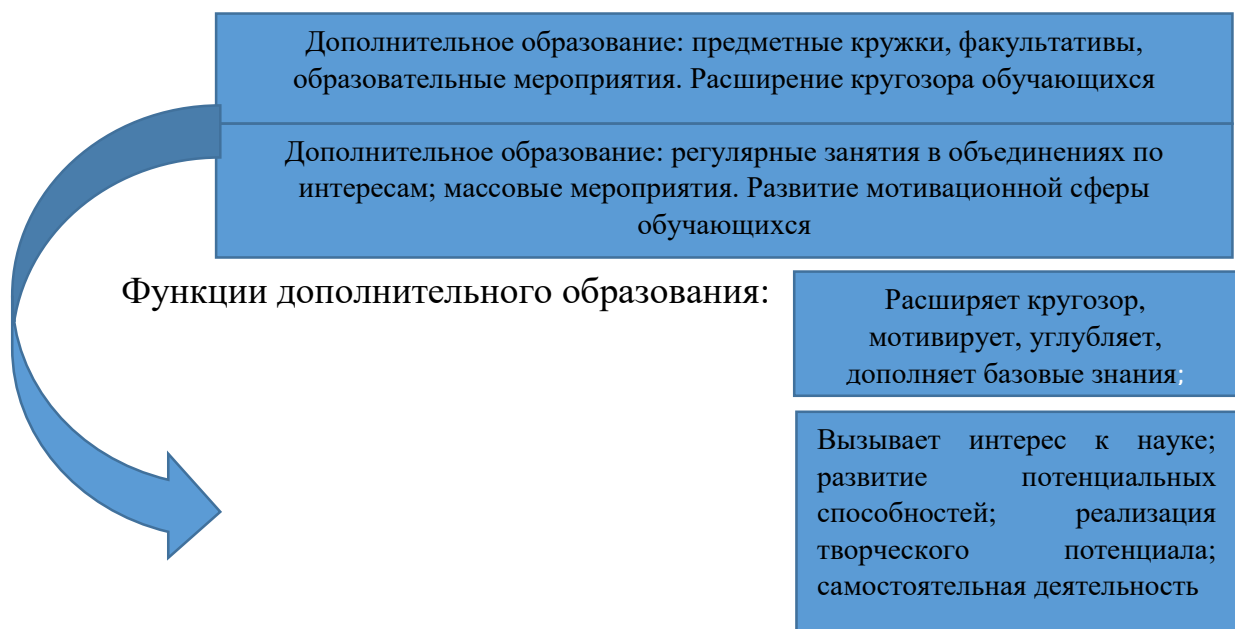 Дополнительное образование: предметные кружки, факультативы,
образовательные мероприятия. Расширение кругозора обучающихся
Дополнительное образование: регулярные занятия в объединениях по
интересам; массовые мероприятия. Развитие мотивационной сферы
обучающихся
Функции дополнительного образования:
Расширяет кругозор,
мотивирует, углубляет,
дополняет базовые знания;
Вызывает интерес к науке;
развитие потенциальных
способностей; реализация
творческого потенциала;
самостоятельная деятельность